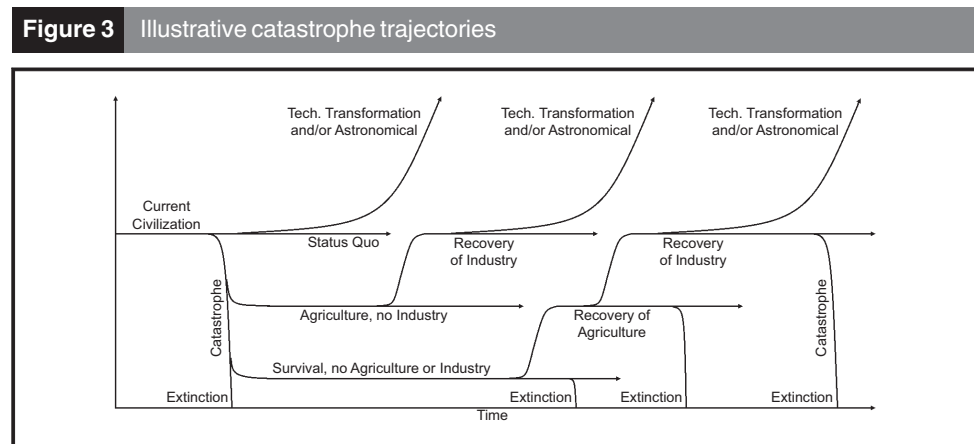 Figure 3 Illustrative catastrophe trajectories
Tech. Transformation
and/or Astronomical
Tech. Transformation
and/or Astronomical
Tech. Transformation
and/or Astronomical
Current
Civilization
Status Quo
Recovery
of Industry
Recovery
of Industry
Catastrophe
Agriculture, no Industry
Recovery of
Agriculture
Catastrophe
Survival, no Agriculture or Industry
Extinction
Extinction
Extinction
Extinction
Time